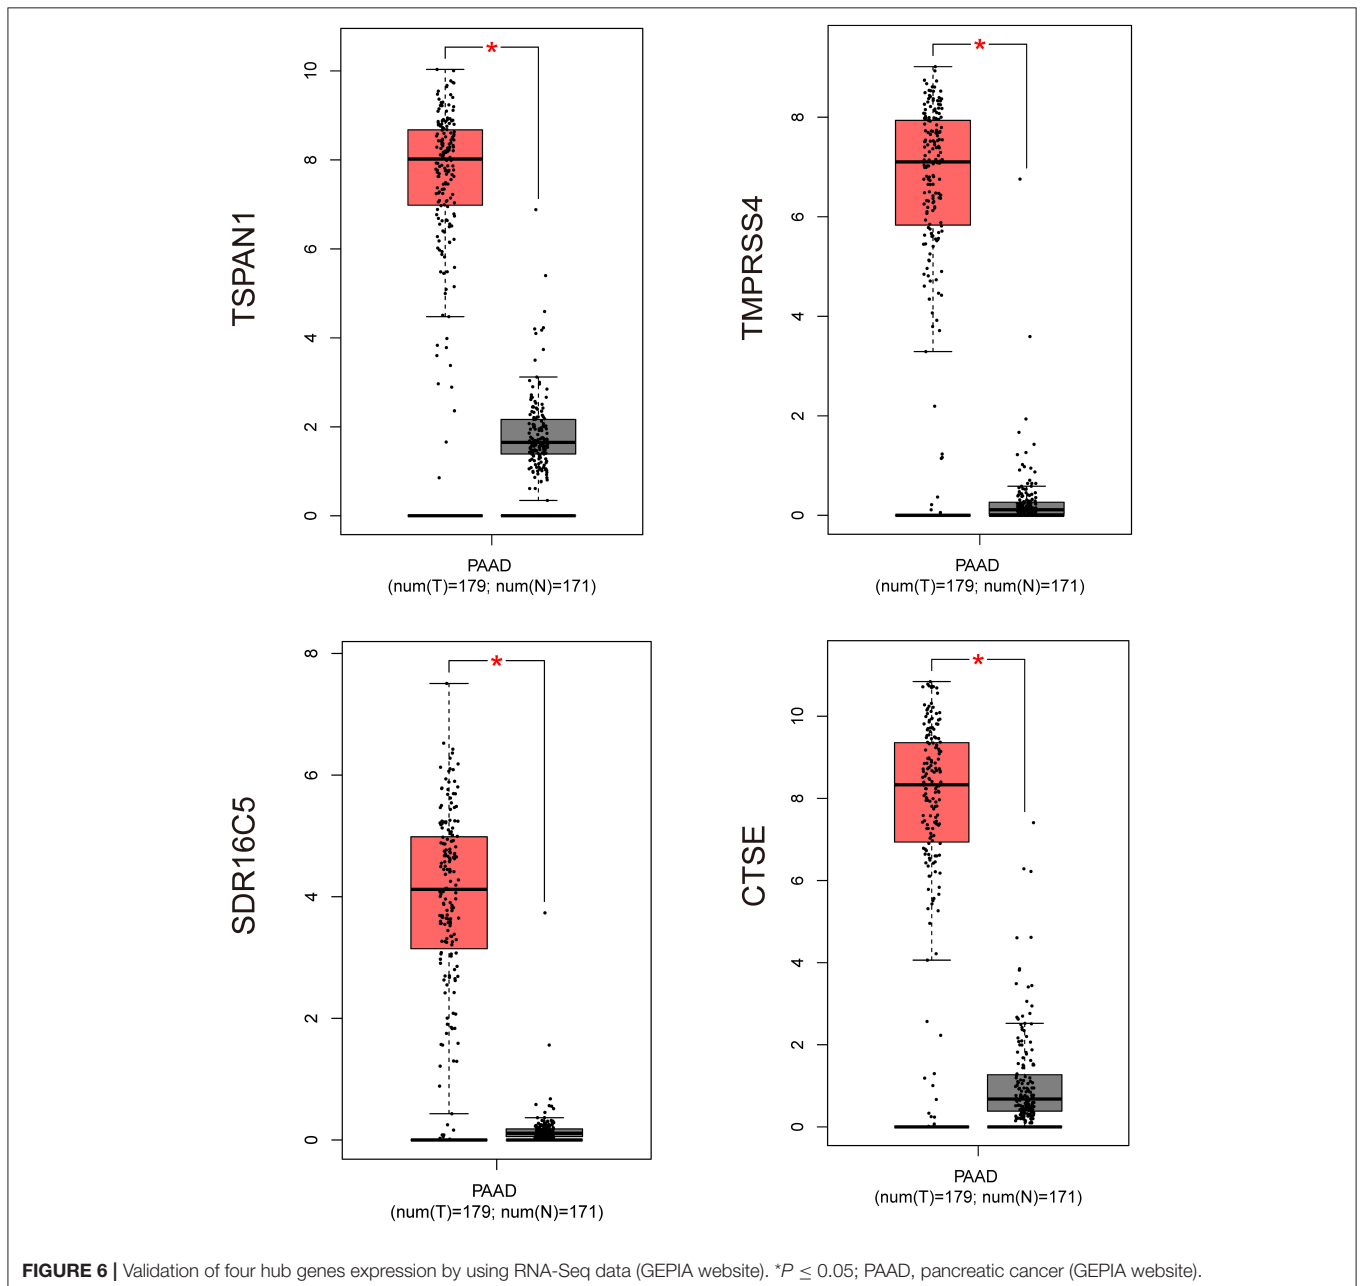 TSPAN1
*
10
8
6
4
2
0
PAAD
(num(T)=179; num(N)=171)
TMPRSS4
*
8
6
4
2
0
PAAD
(num(T)=179; num(N)=171)
SDR16C5
*
8
6
4
2
0
PAAD
(num(T)=179; num(N)=171)
CTSE
*
10
8
6
4
2
0
PAAD
(num(T)=179; num(N)=171)
FIGURE 6 | Validation of four hub genes expression by using RNA-Seq data (GEPIA website). *P ≤ 0.05; PAAD, pancreatic cancer (GEPIA website).